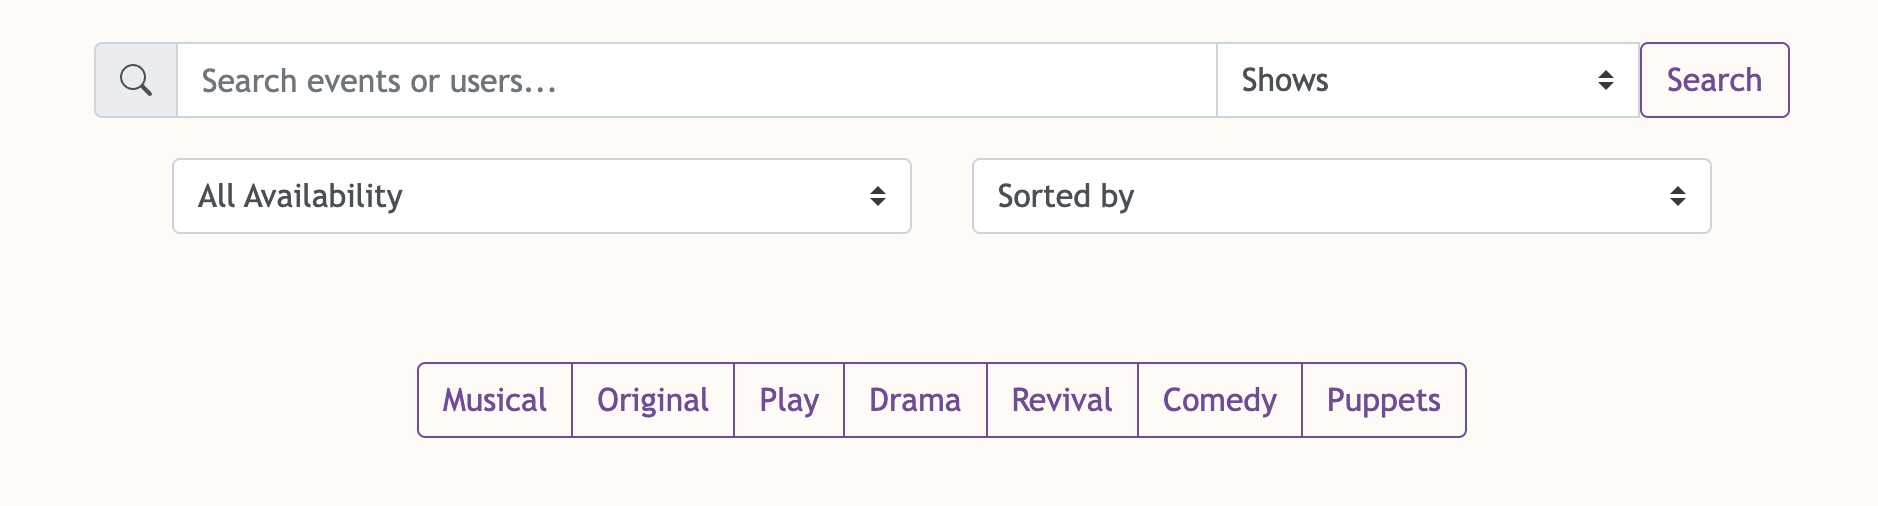 Search events or users... Shows Search
All Availability Sorted by
Musical Original Play Drama Revival Comedy Puppets